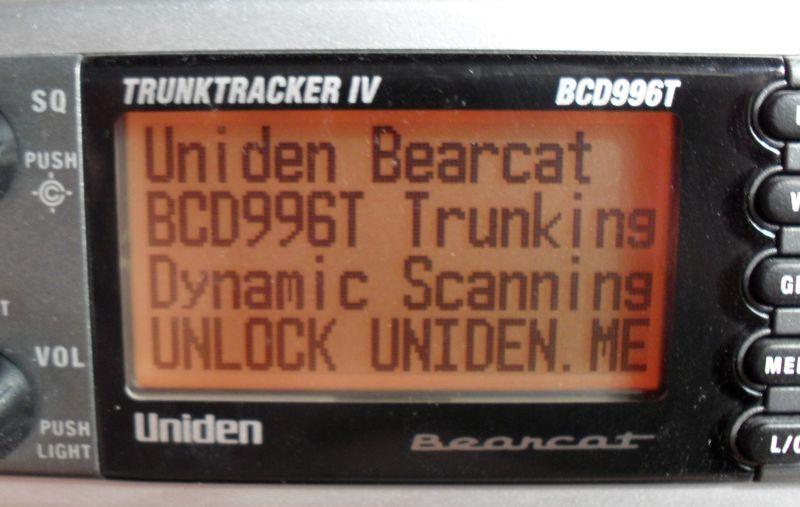 SQ
PUSH
C
VOL
PUSH
LIGHT
TRUNKTRACKER IV
BCD996T
Uniden Bearcat
BCD996T Trunking
Dynamic Scanning
UNLOCK UNIDEN.ME
Uniden
Bearcat